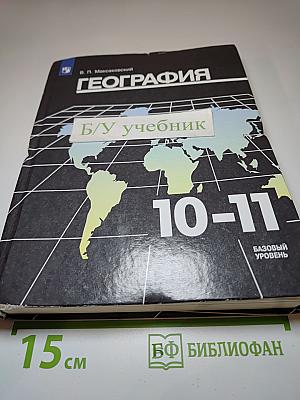 В. П. Максаковский
ГЕОГРАФИЯ
Б/У учебник
10–11
БАЗОВЫЙ
УРОВЕНЬ
15 см
БФ БИБЛИОФАН